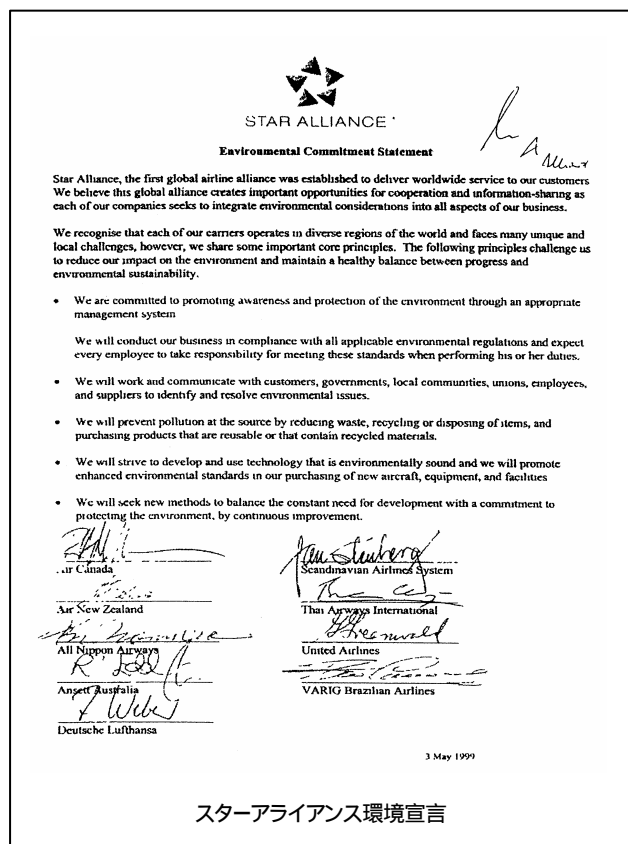 STAR ALLIANCE
Environmental Commitment Statement
Star Alliance, the first global airline alliance was established to deliver worldwide service to our customers
We believe this global alliance creates important opportunities for cooperation and information-sharing as
each of our companies seeks to integrate environmental considerations into all aspects of our business.
We recognise that each of our carriers operates in diverse regions of the world and faces many unique and
local challenges, however, we share some important core principles. The following principles challenge us
to reduce our impact on the environment and maintain a healthy balance between progress and
environmental sustainability.
• We are committed to promoting awareness and protection of the environment through an appropriate
management system
We will conduct our business in compliance with all applicable environmental regulations and expect
every employee to take responsibility for meeting these standards when performing his or her duties.
• We will work and communicate with customers, governments, local communities, unions, employees,
and suppliers to identify and resolve environmental issues.
• We will prevent pollution at the source by reducing waste, recycling or disposing of items, and
purchasing products that are reusable or that contain recycled materials.
• We will strive to develop and use technology that is environmentally sound and we will promote
enhanced environmental standards in our purchasing of new aircraft, equipment, and facilities
• We will seek new methods to balance the constant need for development with a commitment to
protecting the environment, by continuous improvement.
Air Canada
Air New Zealand
All Nippon Airways
Ansett Australia
Deutsche Lufthansa
Scandinavian Airlines System
Thai Airways International
United Airlines
VARIG Brazilian Airlines
3 May 1999
スターアライアンス環境宣言